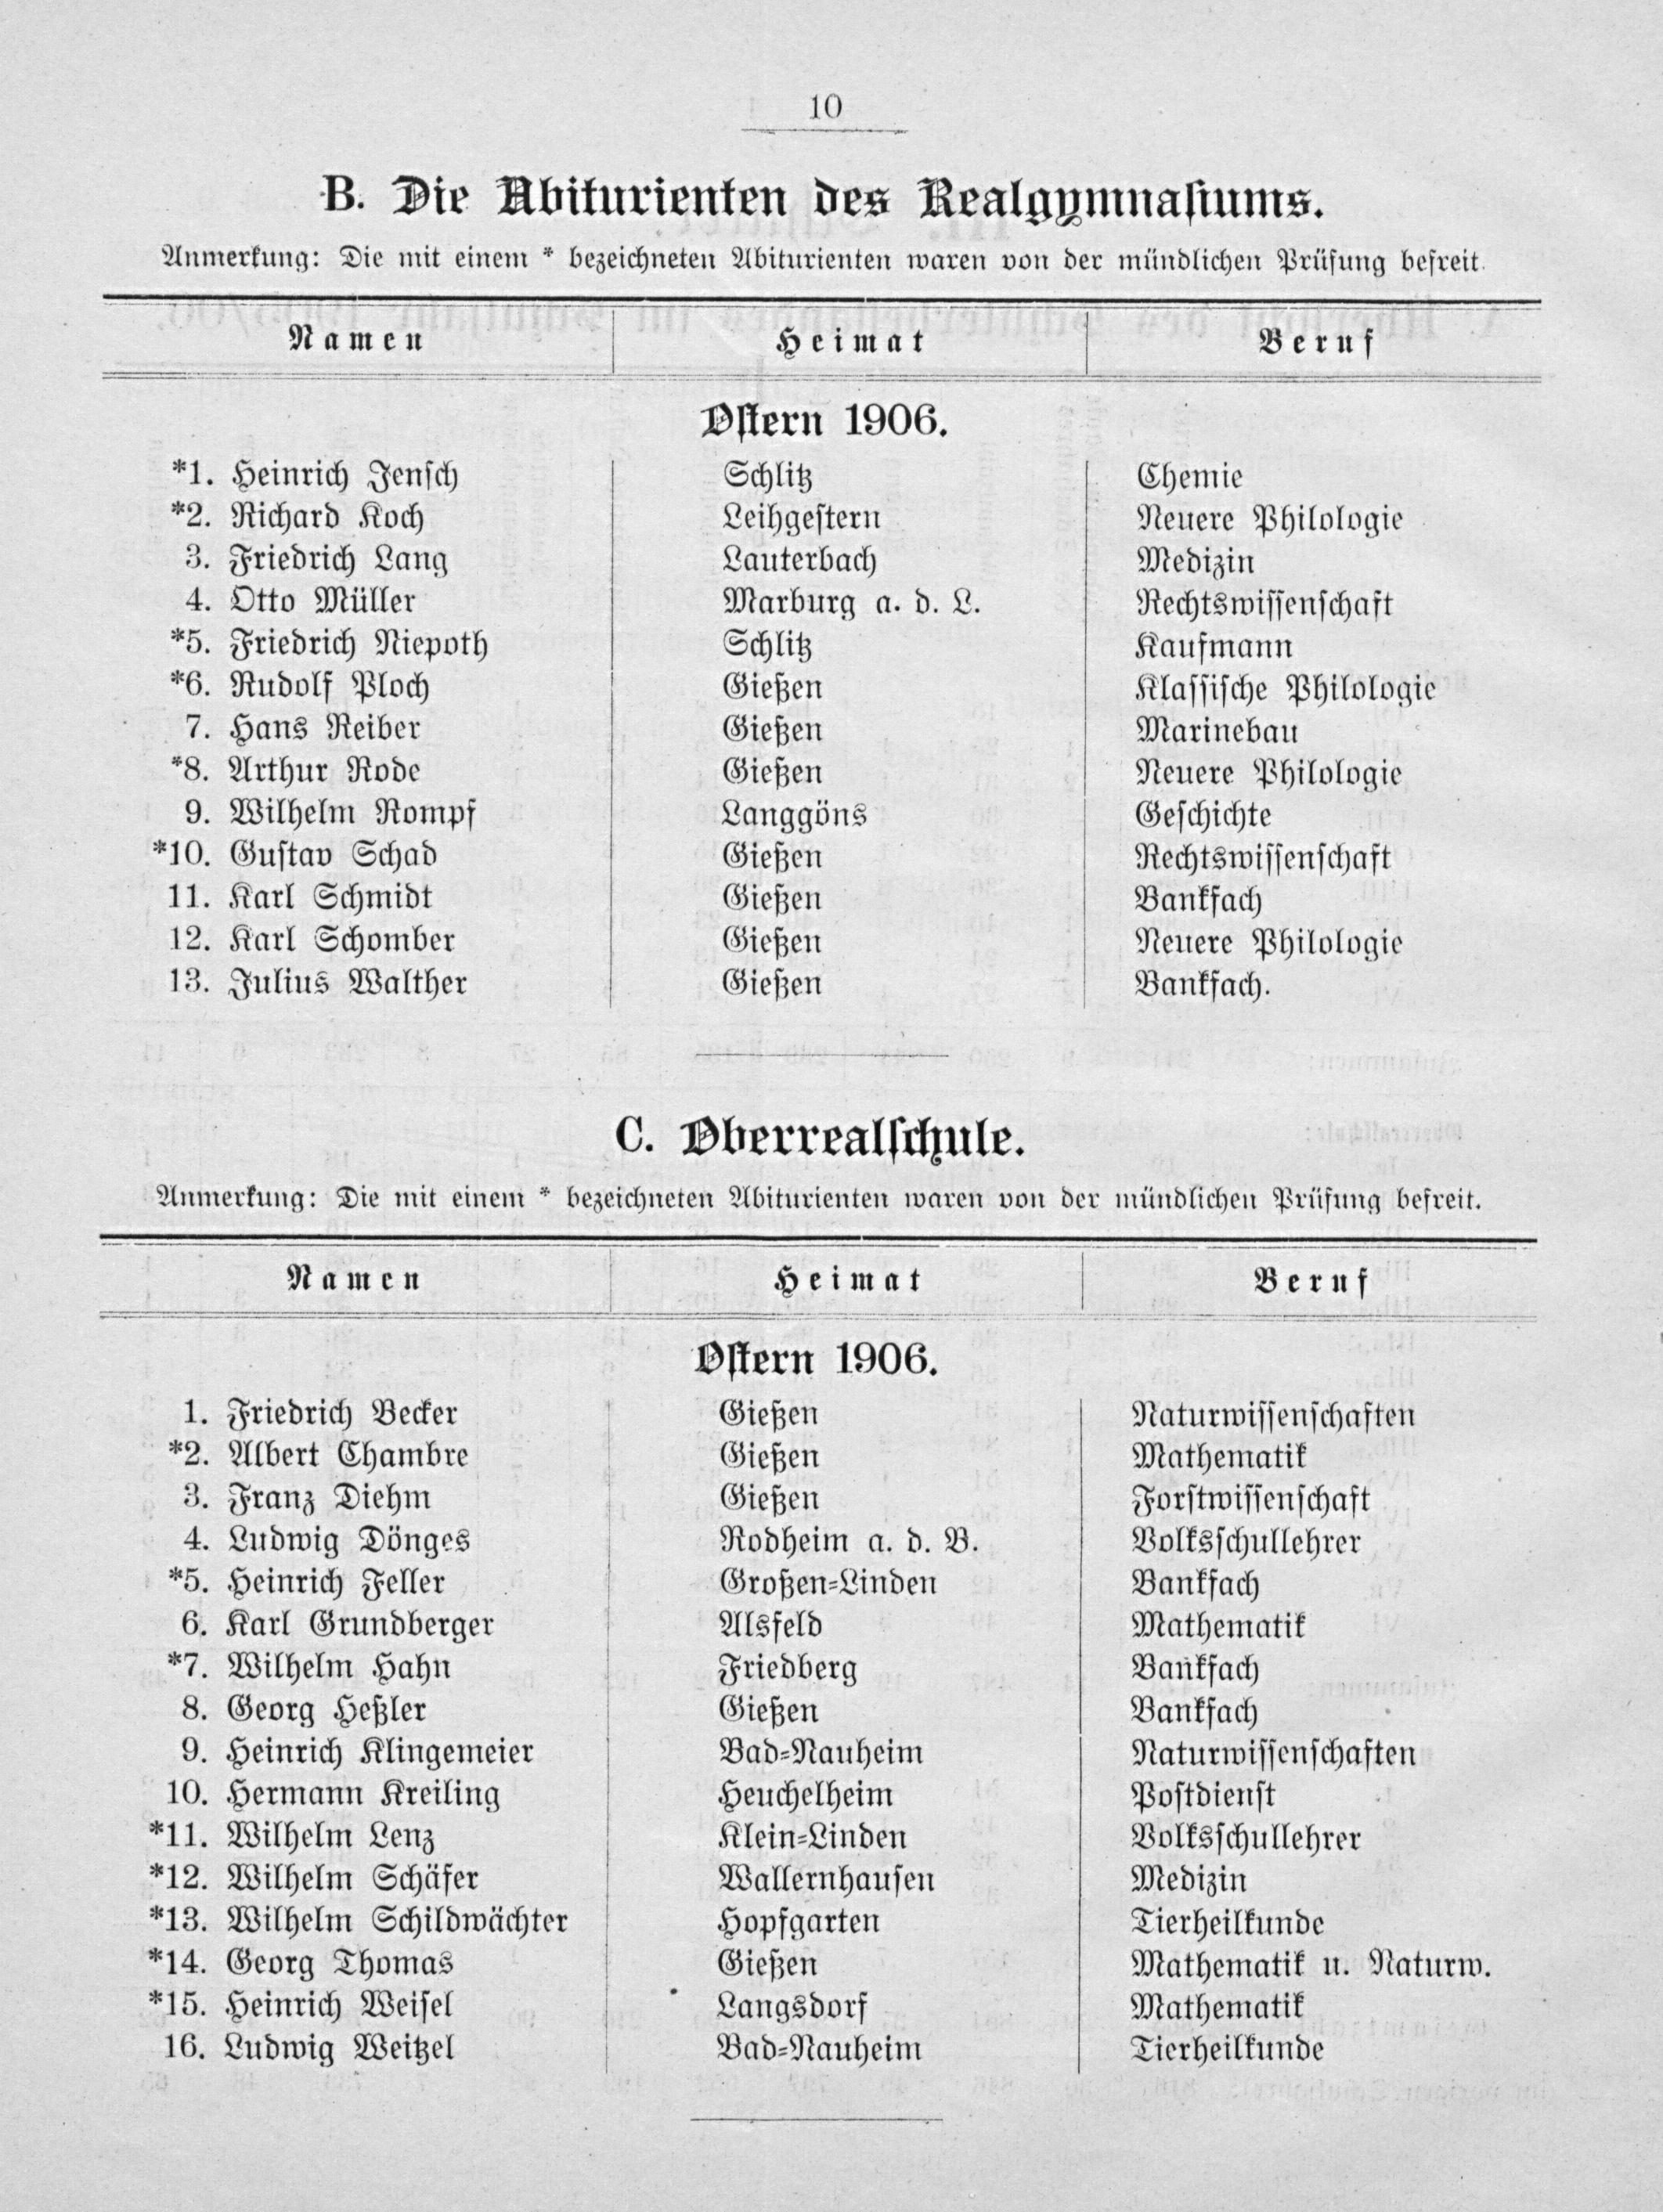 10
B. Die Abiturienten des Realgymnasiums.
Anmerkung: Die mit einem * bezeichneten Abiturienten waren von der mündlichen Prüfung befreit.
Namen Heimat Beruf
Ostern 1906.
*1. Heinrich Jensch Schlitz Chemie
*2. Richard Koch Leihgestern Neuere Philologie
3. Friedrich Lang Lauterbach Medizin
4. Otto Müller Marburg a. d. L. Rechtswissenschaft
*5. Friedrich Niepoth Schlitz Kaufmann
*6. Rudolf Ploch Gießen Klassische Philologie
7. Hans Reiber Gießen Marinebau
*8. Arthur Rode Gießen Neuere Philologie
9. Wilhelm Rompf Langgöns Geschichte
*10. Gustav Schad Gießen Rechtswissenschaft
11. Karl Schmidt Gießen Bankfach
12. Karl Schomber Gießen Neuere Philologie
13. Julius Walther Gießen Bankfach.
C. Oberrealschule.
Anmerkung: Die mit einem * bezeichneten Abiturienten waren von der mündlichen Prüfung befreit.
Namen Heimat Beruf
Ostern 1906.
1. Friedrich Becker Gießen Naturwissenschaften
*2. Albert Chambre Gießen Mathematik
3. Franz Diehm Gießen Forstwissenschaft
4. Ludwig Dönges Rodheim a. d. B. Volksschullehrer
*5. Heinrich Feller Großen-Linden Bankfach
6. Karl Grundberger Alsfeld Mathematik
*7. Wilhelm Hahn Friedberg Bankfach
8. Georg Heßler Gießen Bankfach
9. Heinrich Klingemeier Bad-Nauheim Naturwissenschaften
10. Hermann Kreiling Heuchelheim Postdienst
*11. Wilhelm Lenz Klein-Linden Volksschullehrer
*12. Wilhelm Schäfer Wallernhausen Medizin
*13. Wilhelm Schildwächter Hopfgarten Tierheilkunde
*14. Georg Thomas Gießen Mathematik u. Naturw.
*15. Heinrich Weisel Langsdorf Mathematik
16. Ludwig Weitzel Bad-Nauheim Tierheilkunde